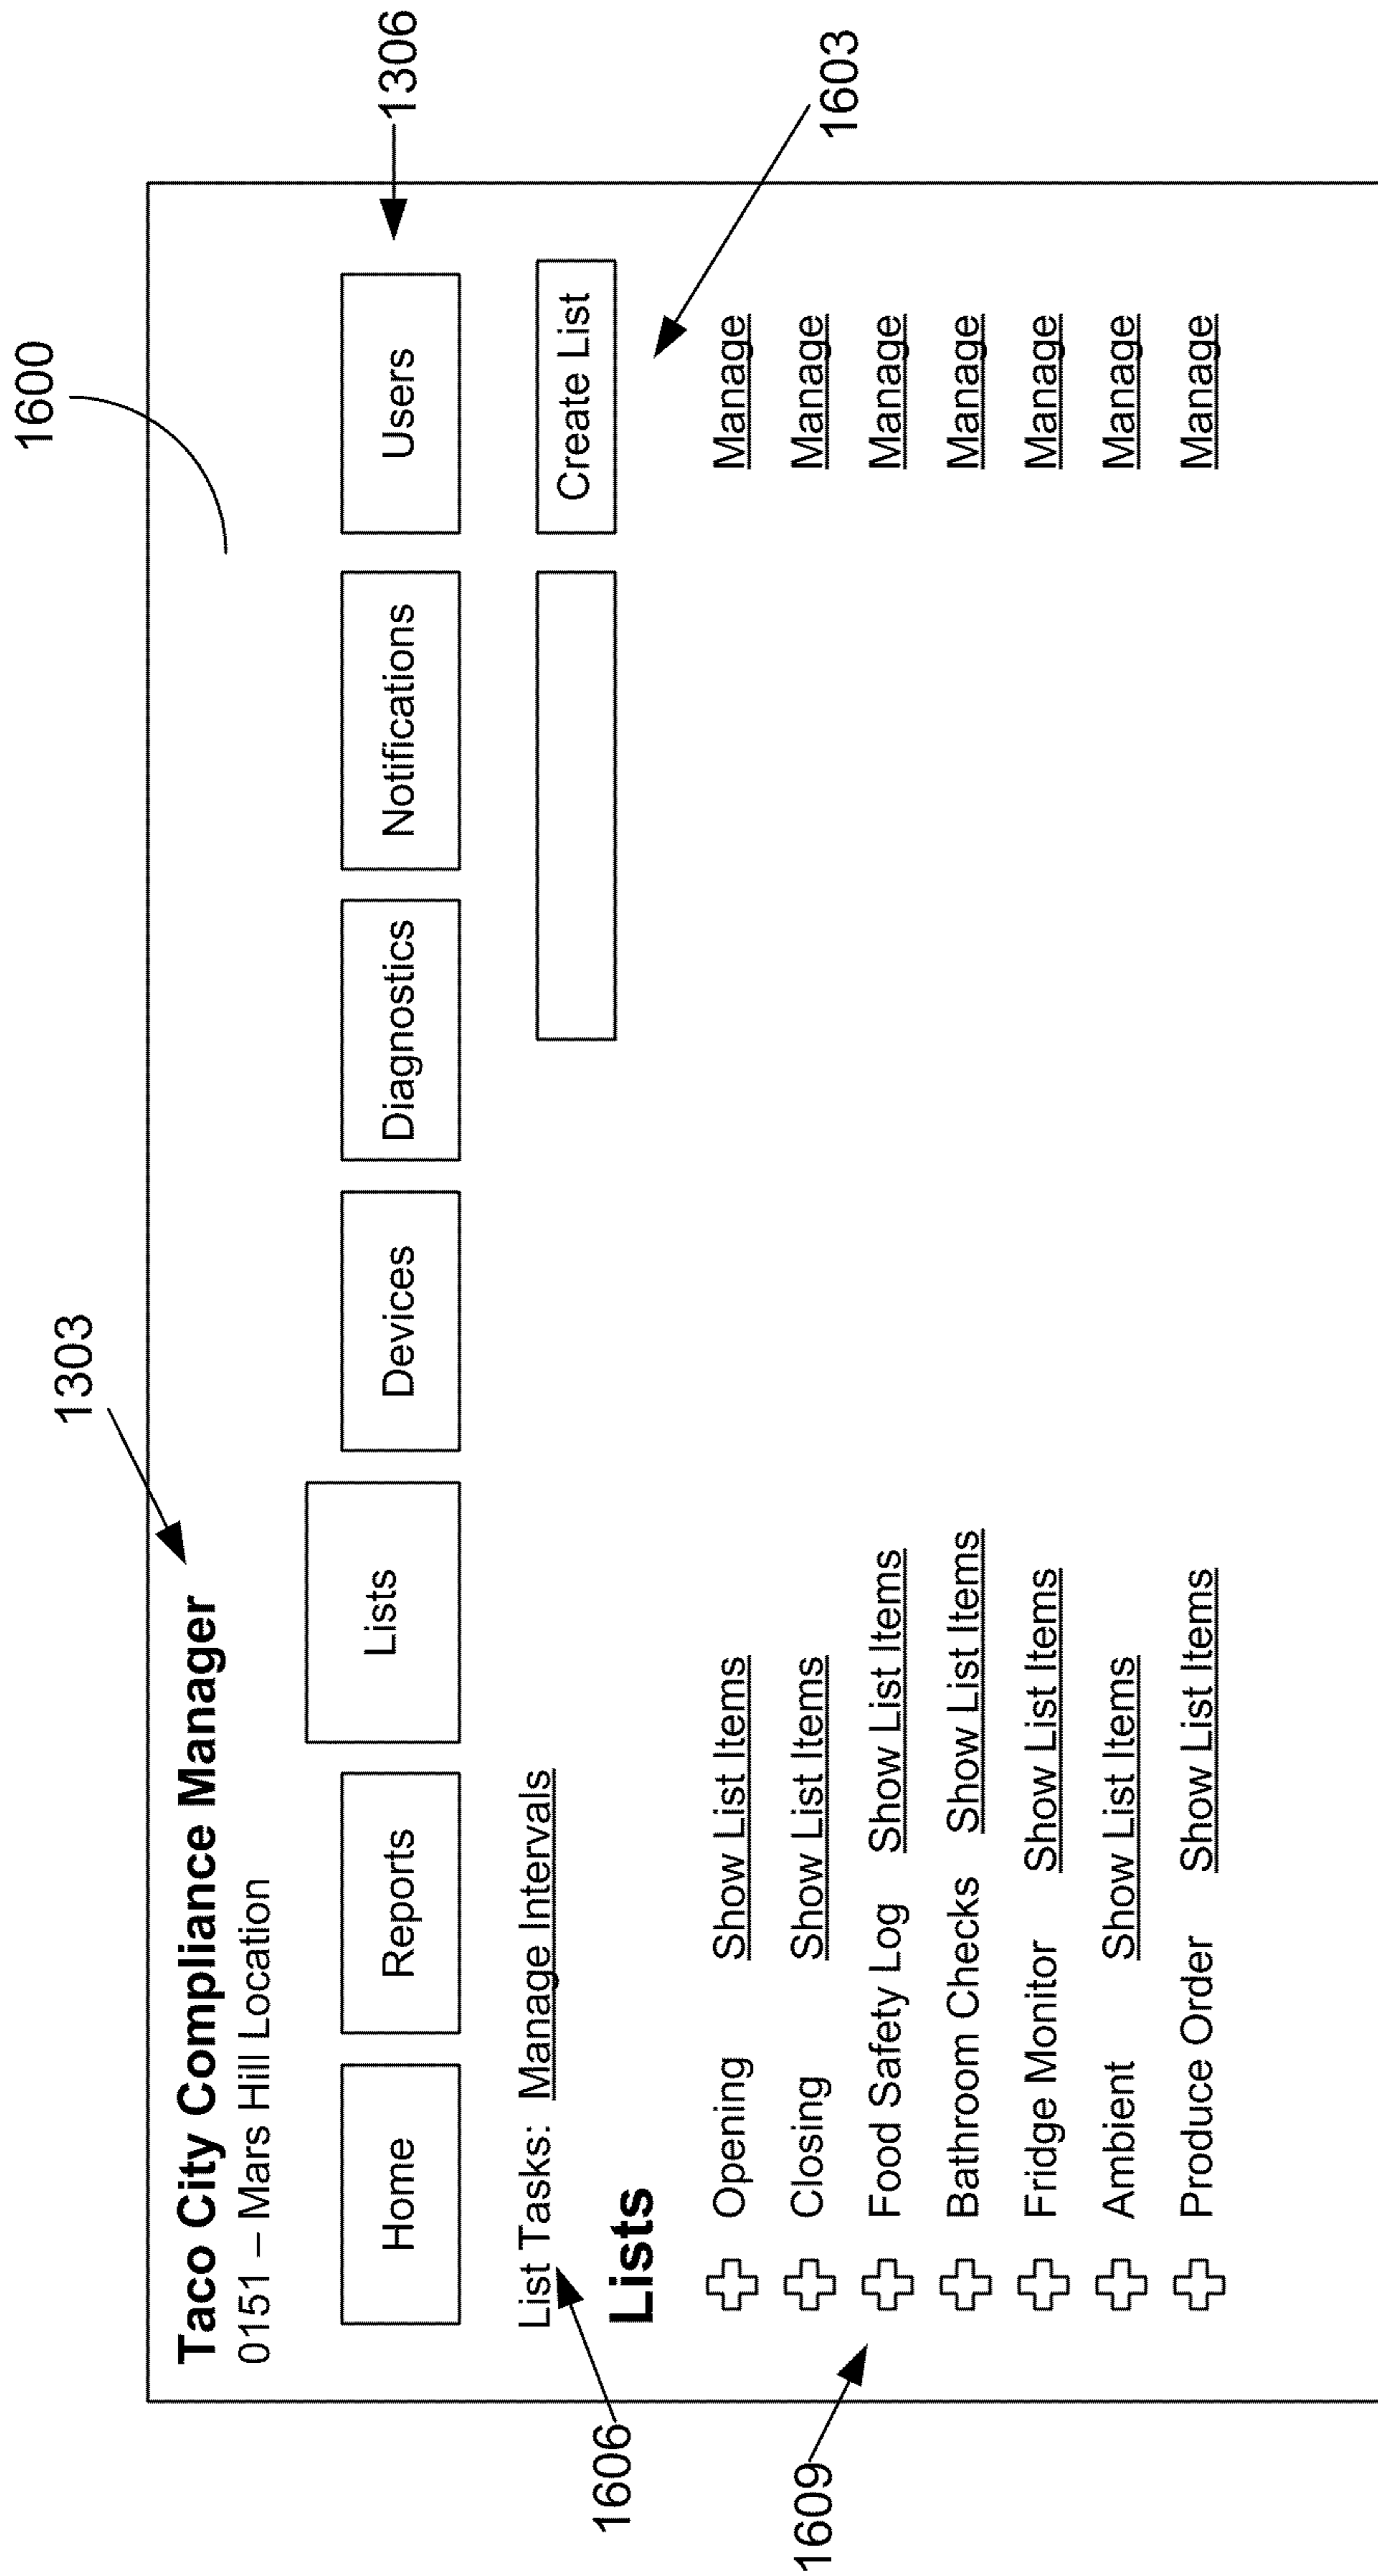 1303
1600
1306
Taco City Compliance Manager
0151 – Mars Hill Location
Home Reports Lists Devices Diagnostics Notifications Users
List Tasks: Manage Intervals Create List
1606
Lists
1603
Opening Show List Items Manage
Closing Show List Items Manage
1609
Food Safety Log Show List Items Manage
Bathroom Checks Show List Items Manage
Fridge Monitor Show List Items Manage
Ambient Show List Items Manage
Produce Order Show List Items Manage